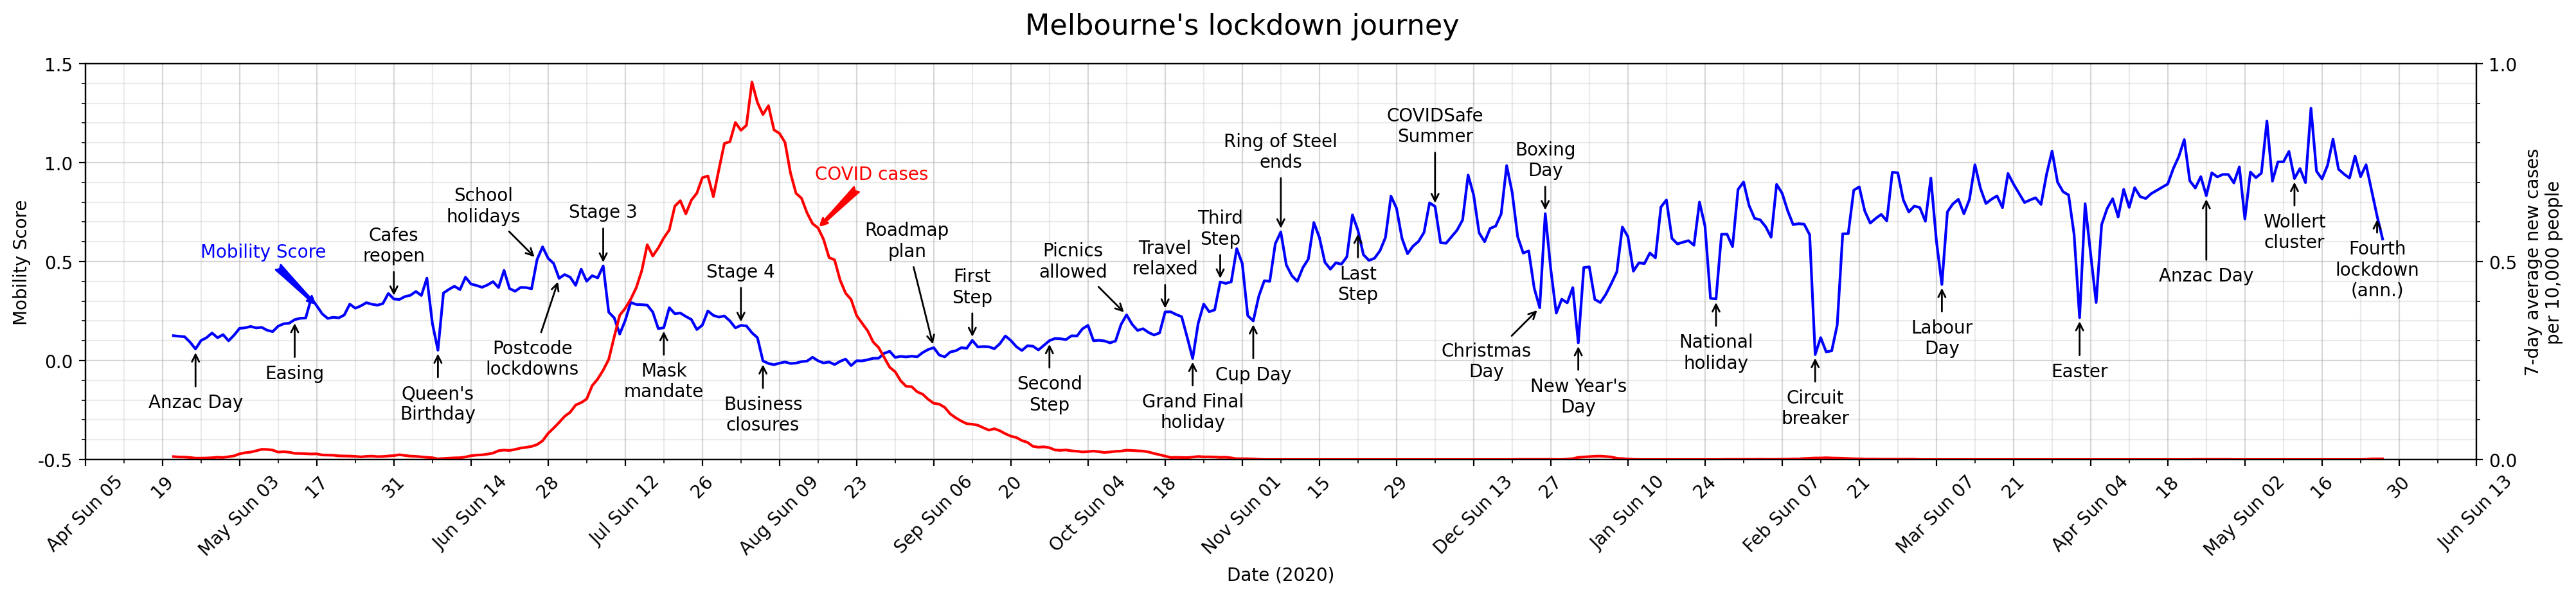 Melbourne's lockdown journey
1.5
1.0
0.5
0.0
-0.5
Mobility Score
1.0
0.5
0.0
7-day average new cases
per 10,000 people
Mobility Score
COVID cases
Anzac Day
Easing
Cafes
reopen
Queen's
Birthday
School
holidays
Postcode
lockdowns
Stage 3
Mask
mandate
Stage 4
Business
closures
Roadmap
plan
First
Step
Second
Step
Picnics
allowed
Travel
relaxed
Grand Final
holiday
Third
Step
Cup Day
Ring of Steel
ends
Last
Step
COVIDSafe
Summer
Christmas
Day
Boxing
Day
New Year's
Day
National
holiday
Circuit
breaker
Labour
Day
Easter
Anzac Day
Wollert
cluster
Fourth
lockdown
(ann.)
Apr Sun 05
19
May Sun 03
17
31
Jun Sun 14
28
Jul Sun 12
26
Aug Sun 09
23
Sep Sun 06
20
Oct Sun 04
18
Nov Sun 01
15
29
Dec Sun 13
27
Jan Sun 10
24
Feb Sun 07
21
Mar Sun 07
21
Apr Sun 04
18
May Sun 02
16
30
Jun Sun 13
Date (2020)